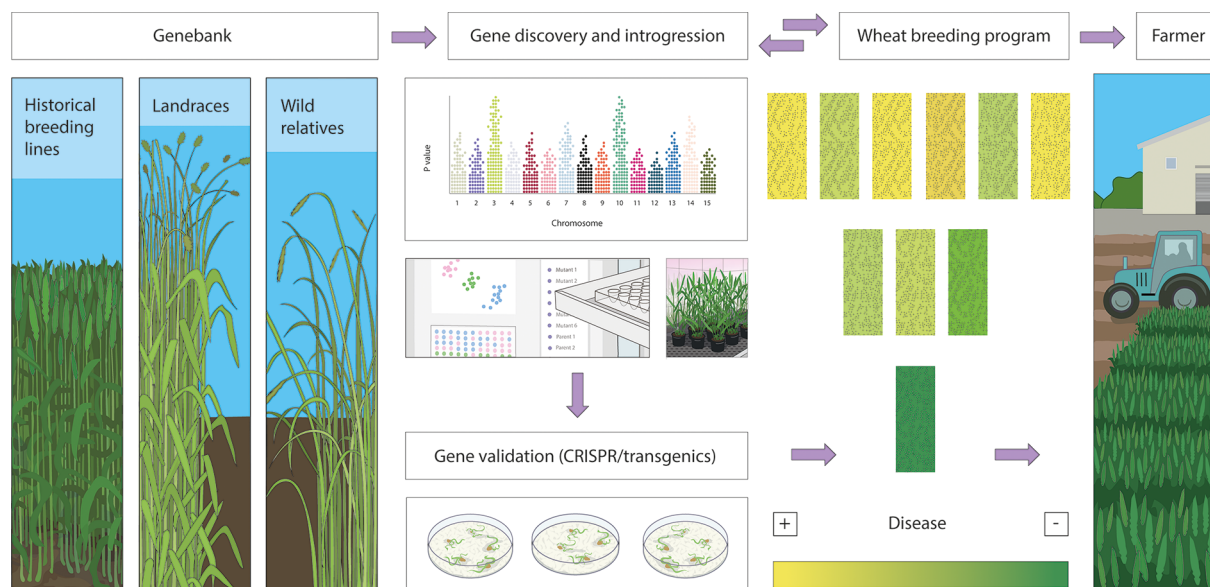 Genebank
Gene discovery and introgression
Wheat breeding program
Farmer
Historical
breeding
lines
Landraces
Wild
relatives
P value
1 2 3 4 5 6 7 8 9 10 11 12 13 14 15
Chromosome
Mutant 1
Mutant 2
Mutant 6
Parent 1
Parent 2
Gene validation (CRISPR/transgenics)
+ Disease -